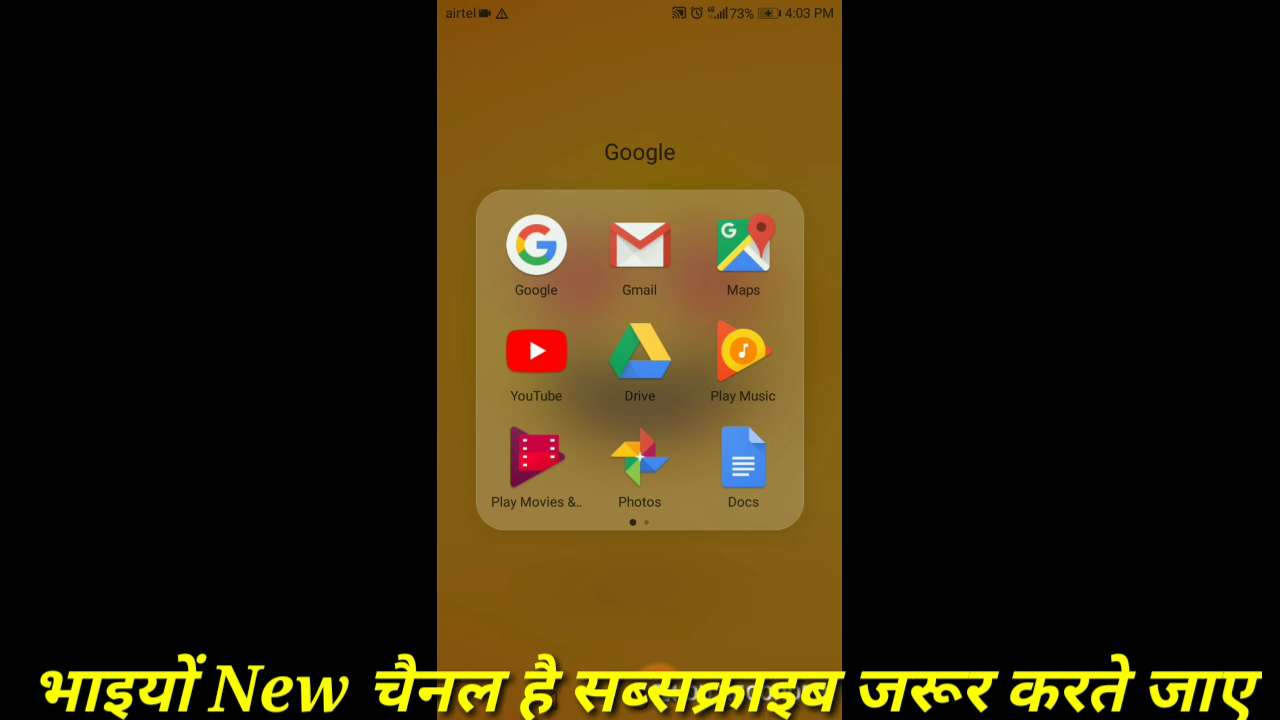 airtel 4G 73% 4:03 PM
Google
Google Gmail Maps
YouTube Drive Play Music
Play Movies &.. Photos Docs
भाइयों New चैनल है सब्सक्राइब जरूर करते जाए